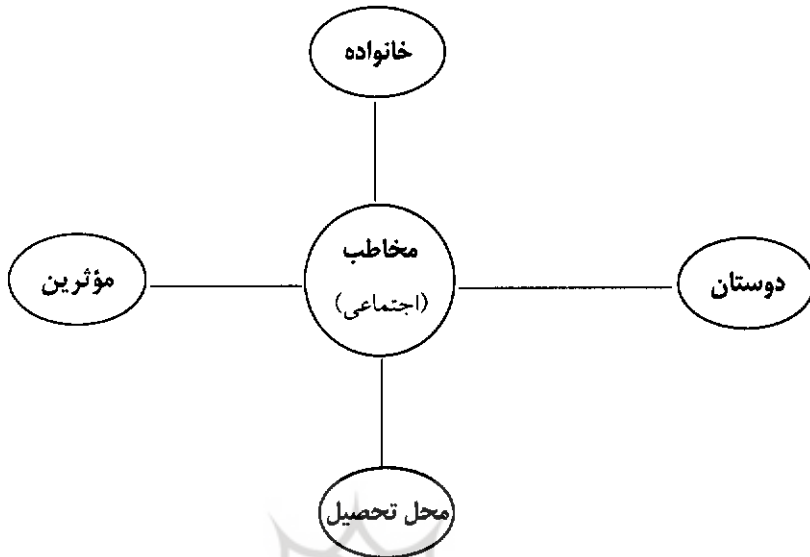 خانواده
مخاطب
(اجتماعی)
دوستان
مؤثرین
محل تحصیل